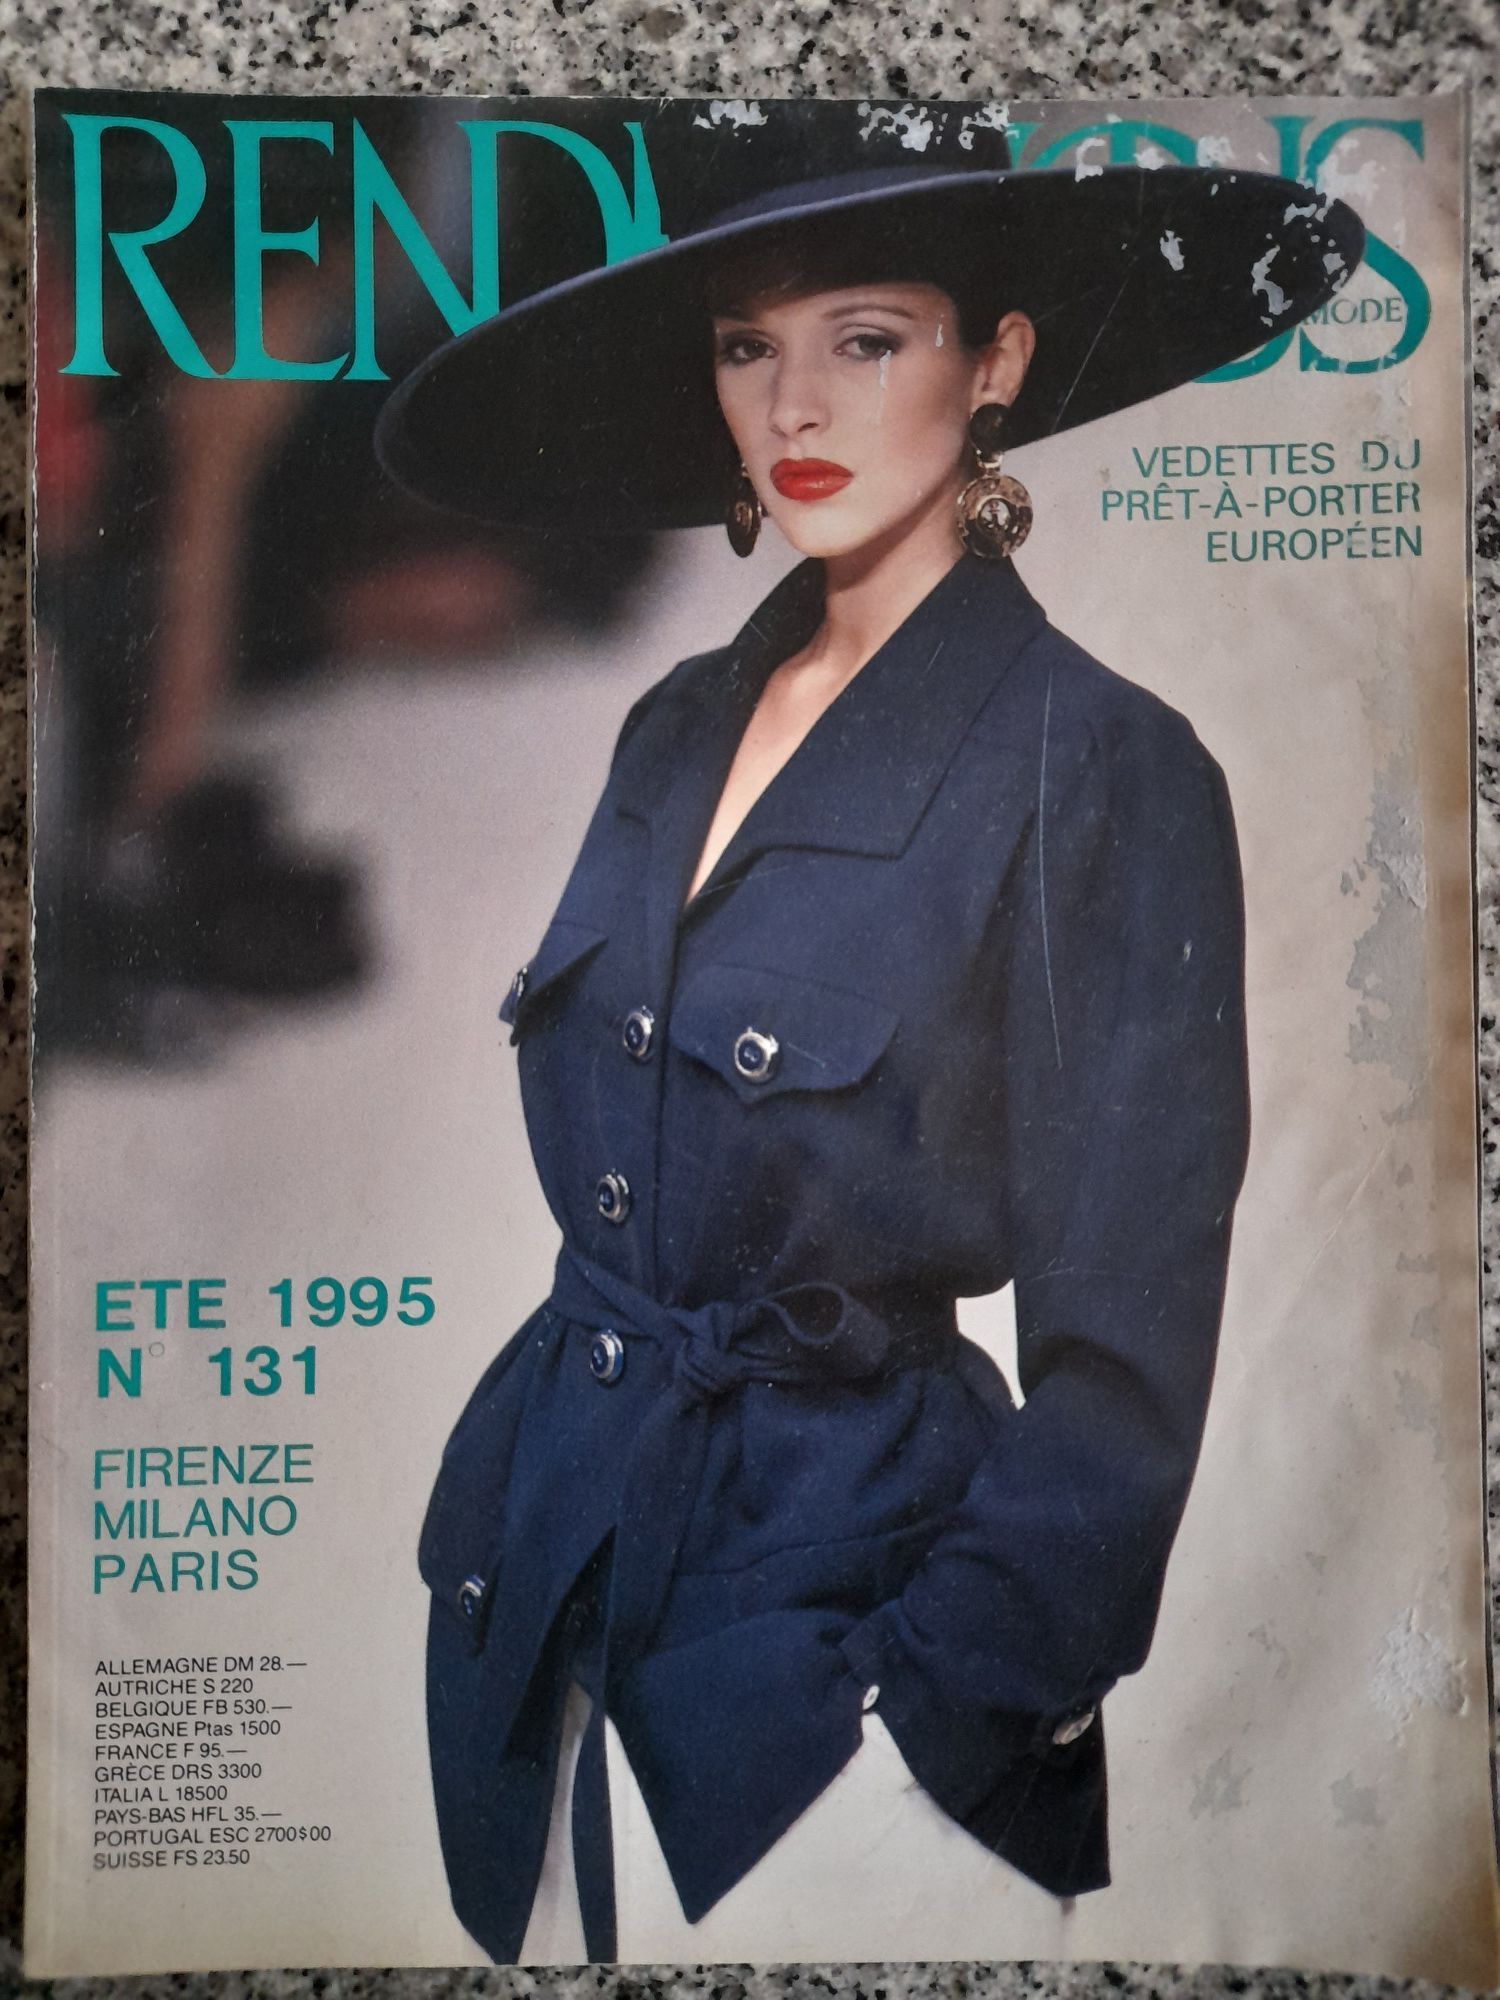 REND VOUS
MODE
VEDETTES DU
PRÊT-À-PORTER
EUROPÉEN
ETE 1995
N° 131
FIRENZE
MILANO
PARIS
ALLEMAGNE DM 28.—
AUTRICHE S 220
BELGIQUE FB 530.—
ESPAGNE Ptas 1500
FRANCE F 95.—
GRÈCE DRS 3300
ITALIA L 18500
PAYS-BAS HFL 35.—
PORTUGAL ESC 2700$00
SUISSE FS 23.50